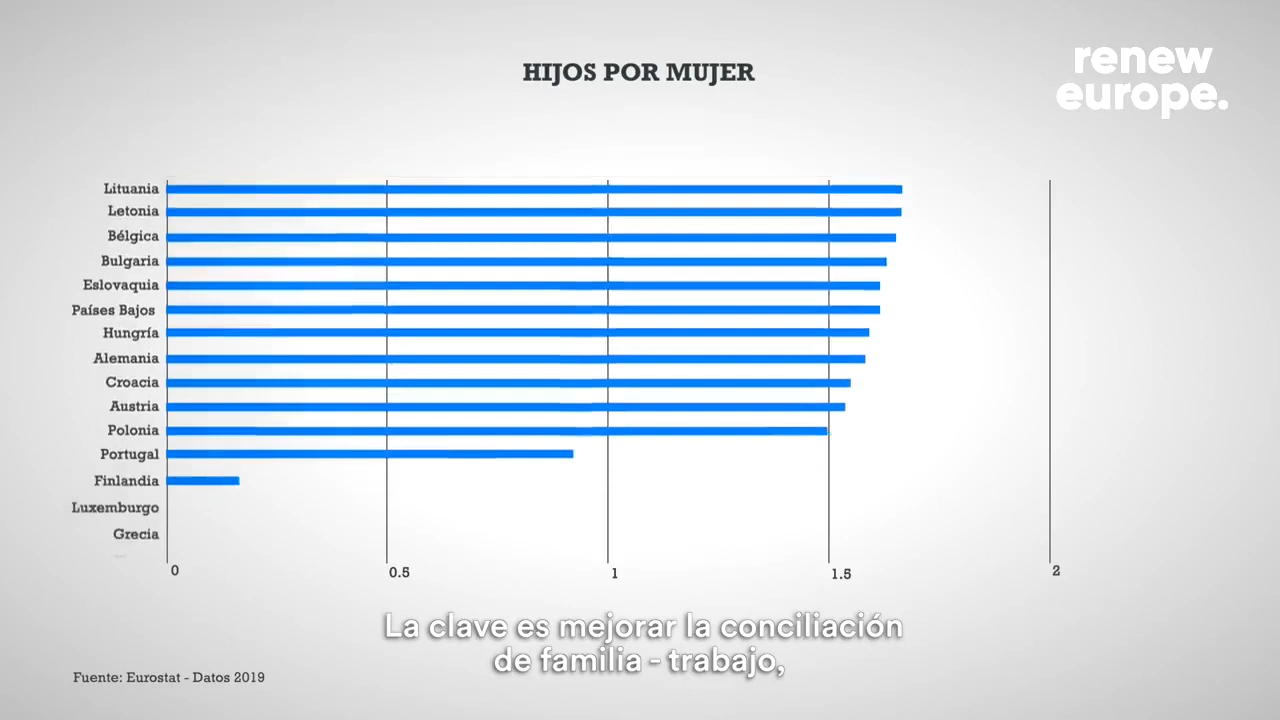 HIJOS POR MUJER
renew
europe.
Lituania
Letonia
Bélgica
Bulgaria
Eslovaquia
Países Bajos
Hungría
Alemania
Croacia
Austria
Polonia
Portugal
Finlandia
Luxemburgo
Grecia
0
0.5
1
1.5
2
La clave es mejorar la conciliación
de familia - trabajo,
Fuente: Eurostat - Datos 2019